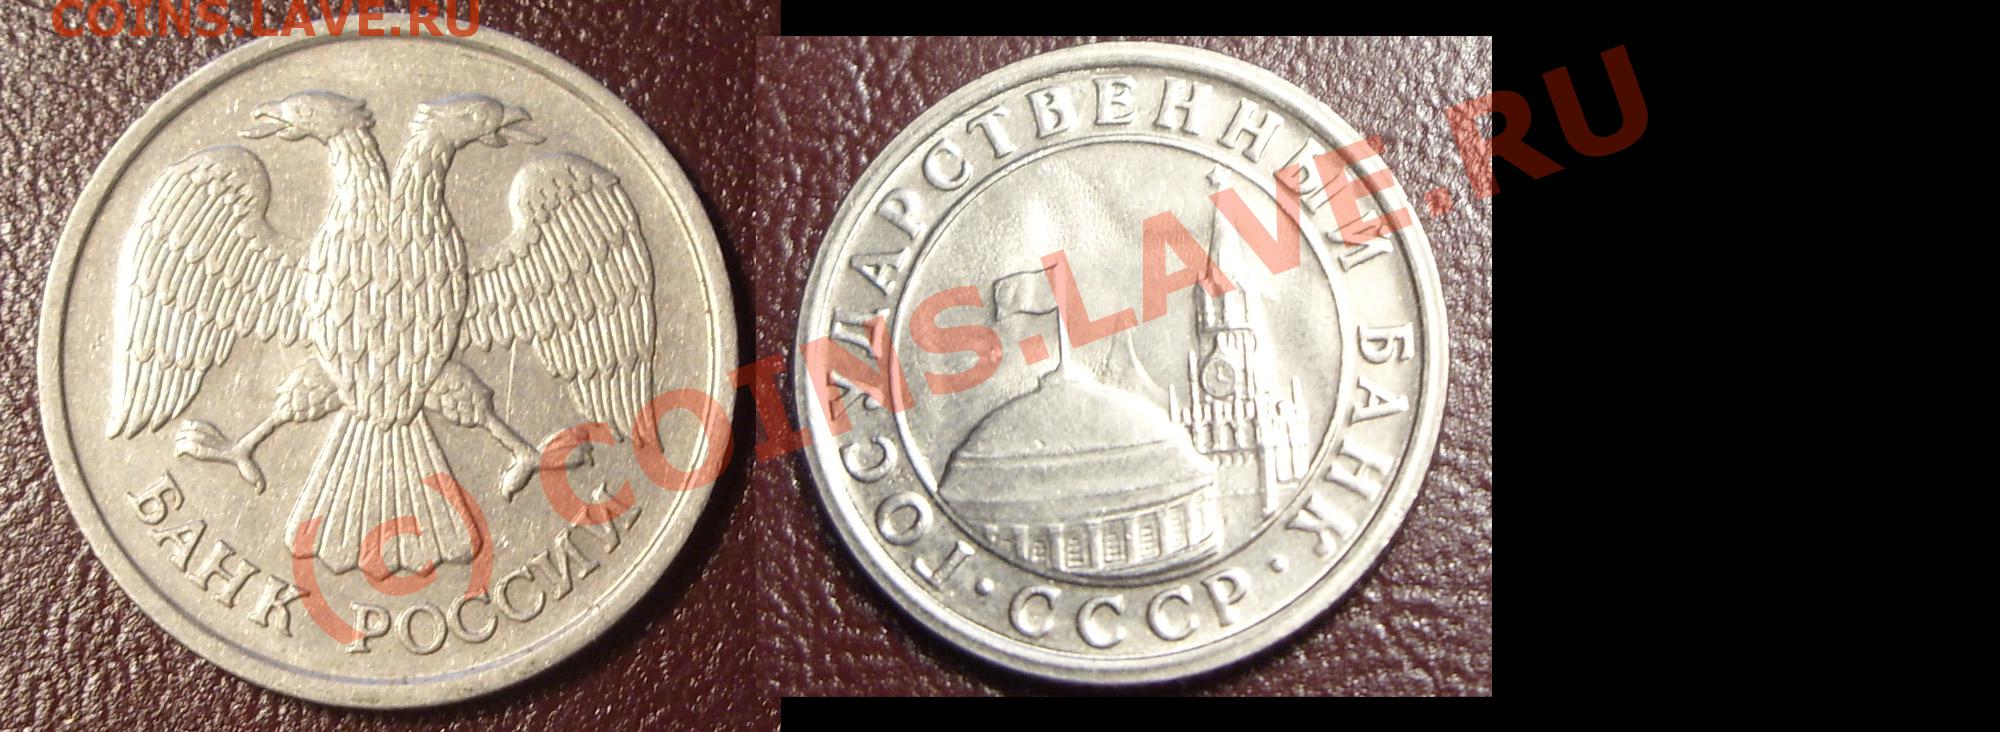 COINS.LAVE.RU
БАНК РОССИИ
ГОСУДАРСТВЕННЫЙ БАНК
· СССР ·
(c) COINS.LAVE.RU